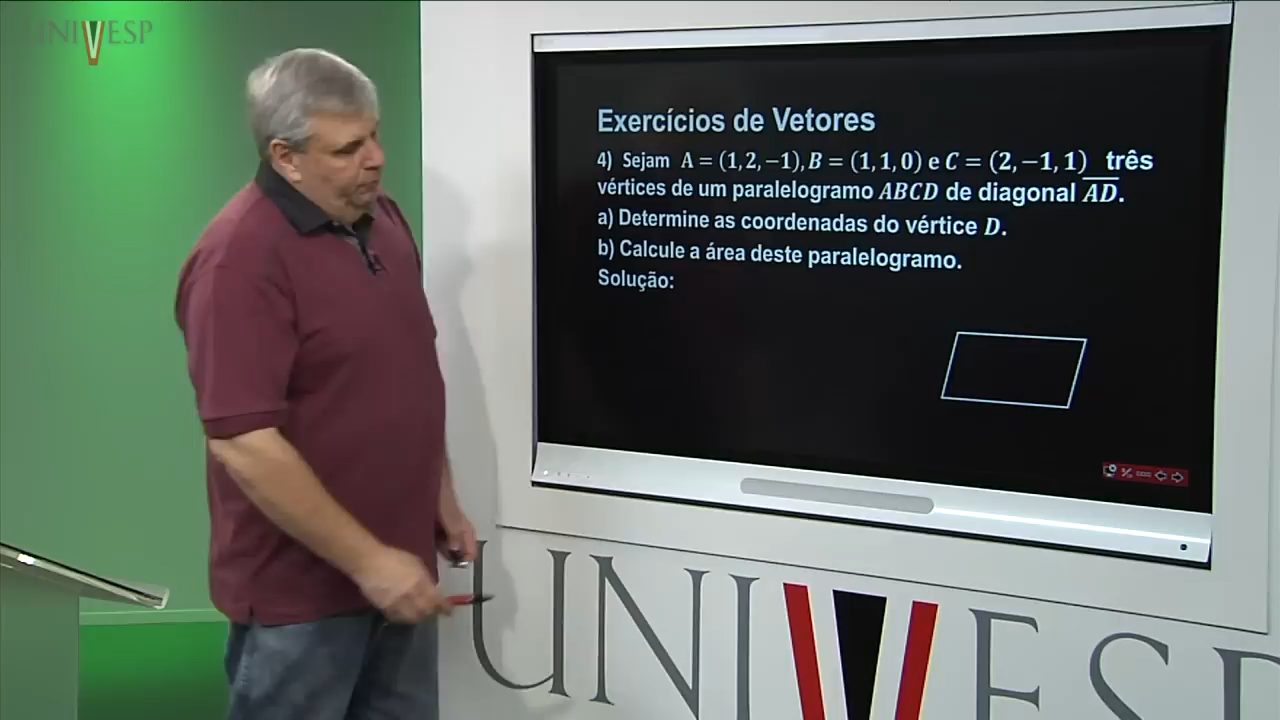 UNIVESP
Exercícios de Vetores
4) Sejam A = (1,2,−1), B = (1,1,0) e C = (2,−1,1) três
vértices de um paralelogramo ABCD de diagonal A̅D̅.
a) Determine as coordenadas do vértice D.
b) Calcule a área deste paralelogramo.
Solução:
UNIVESP